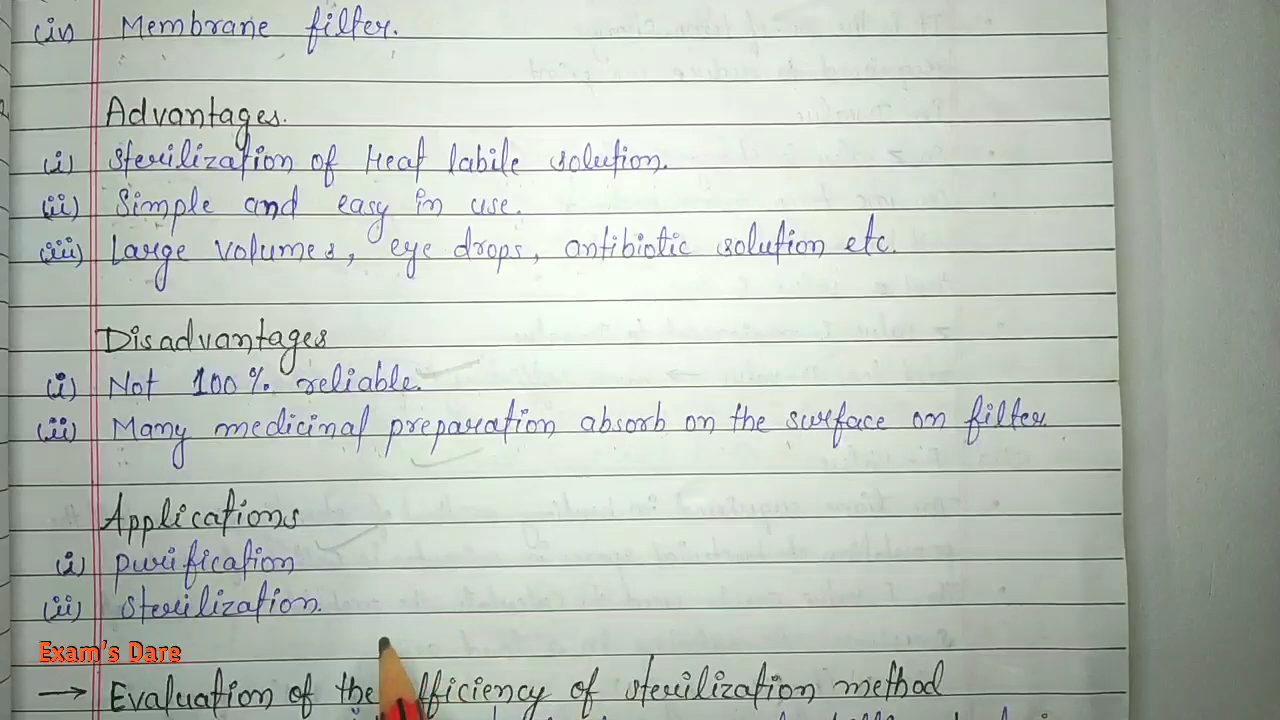 (iv) Membrane filter.
Advantages.
(i) Sterilization of Heat labile solution.
(ii) Simple and easy in use.
(iii) Large volumes, eye drops, antibiotic solution etc.
Disadvantages
(i) Not 100% reliable.
(ii) Many medicinal preparation absorb on the surface on filter.
Applications
(i) purification
(ii) sterilization.
Exam's Dare
→ Evaluation of the efficiency of sterilization method